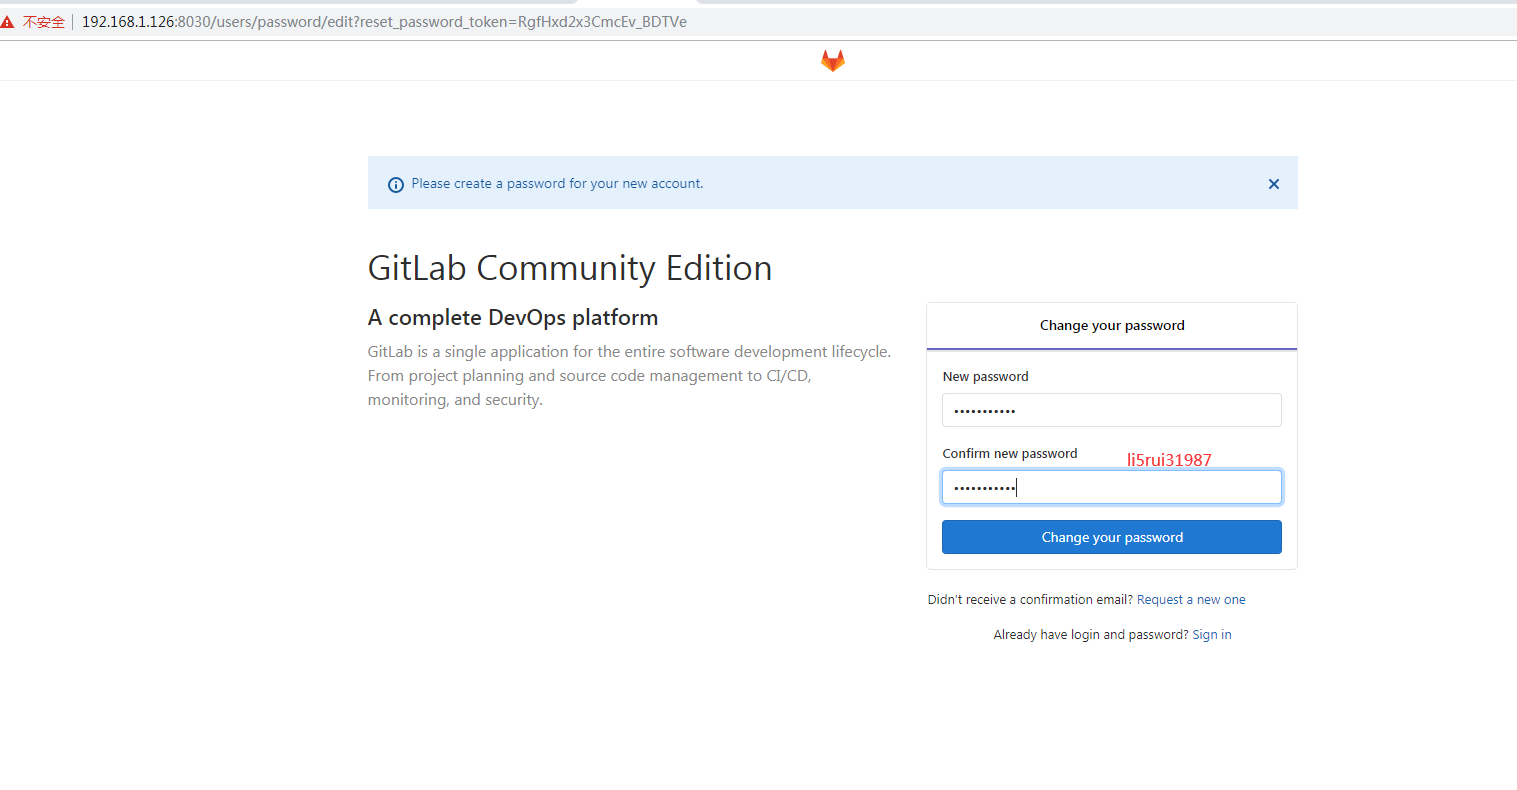 不安全 192.168.1.126:8030/users/password/edit?reset_password_token=RgfHxd2x3CmcEv_BDTVe
Please create a password for your new account.
GitLab Community Edition
A complete DevOps platform
GitLab is a single application for the entire software development lifecycle.
From project planning and source code management to CI/CD,
monitoring, and security.
Change your password
New password
•••••••••••
Confirm new password
li5rui31987
•••••••••••
Change your password
Didn't receive a confirmation email? Request a new one
Already have login and password? Sign in